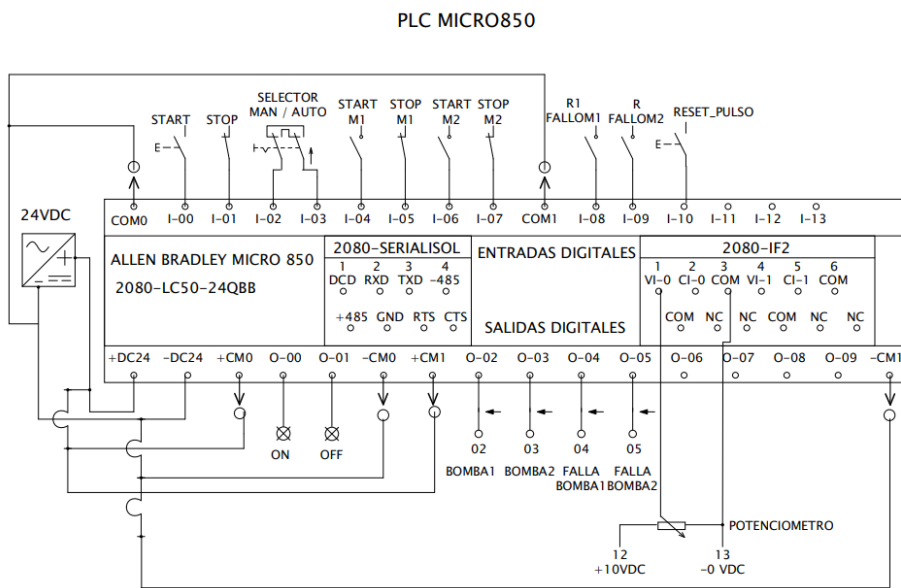 PLC MICRO850
START
STOP
SELECTOR
MAN / AUTO
START
M1
STOP
M1
START
M2
STOP
M2
R1
FALLOM1
R
FALLOM2
RESET_PULSO
E
E
24VDC
COM0 I-00 I-01 I-02 I-03 I-04 I-05 I-06 I-07 COM1 I-08 I-09 I-10 I-11 I-12 I-13
ALLEN BRADLEY MICRO 850
2080-LC50-24QBB
2080-SERIALISOL
1 2 3 4
DCD RXD TXD -485
+485 GND RTS CTS
ENTRADAS DIGITALES
SALIDAS DIGITALES
2080-IF2
1 2 3 4 5 6
VI-0 CI-0 COM VI-1 CI-1 COM
COM NC NC COM NC NC
+DC24 -DC24 +CM0 O-00 O-01 -CM0 +CM1 O-02 O-03 O-04 O-05 O-06 O-07 O-08 O-09 -CM1
ON
OFF
02
BOMBA1
03
BOMBA2
04
FALLA
BOMBA1
05
FALLA
BOMBA2
POTENCIOMETRO
12
+10VDC
13
-0 VDC